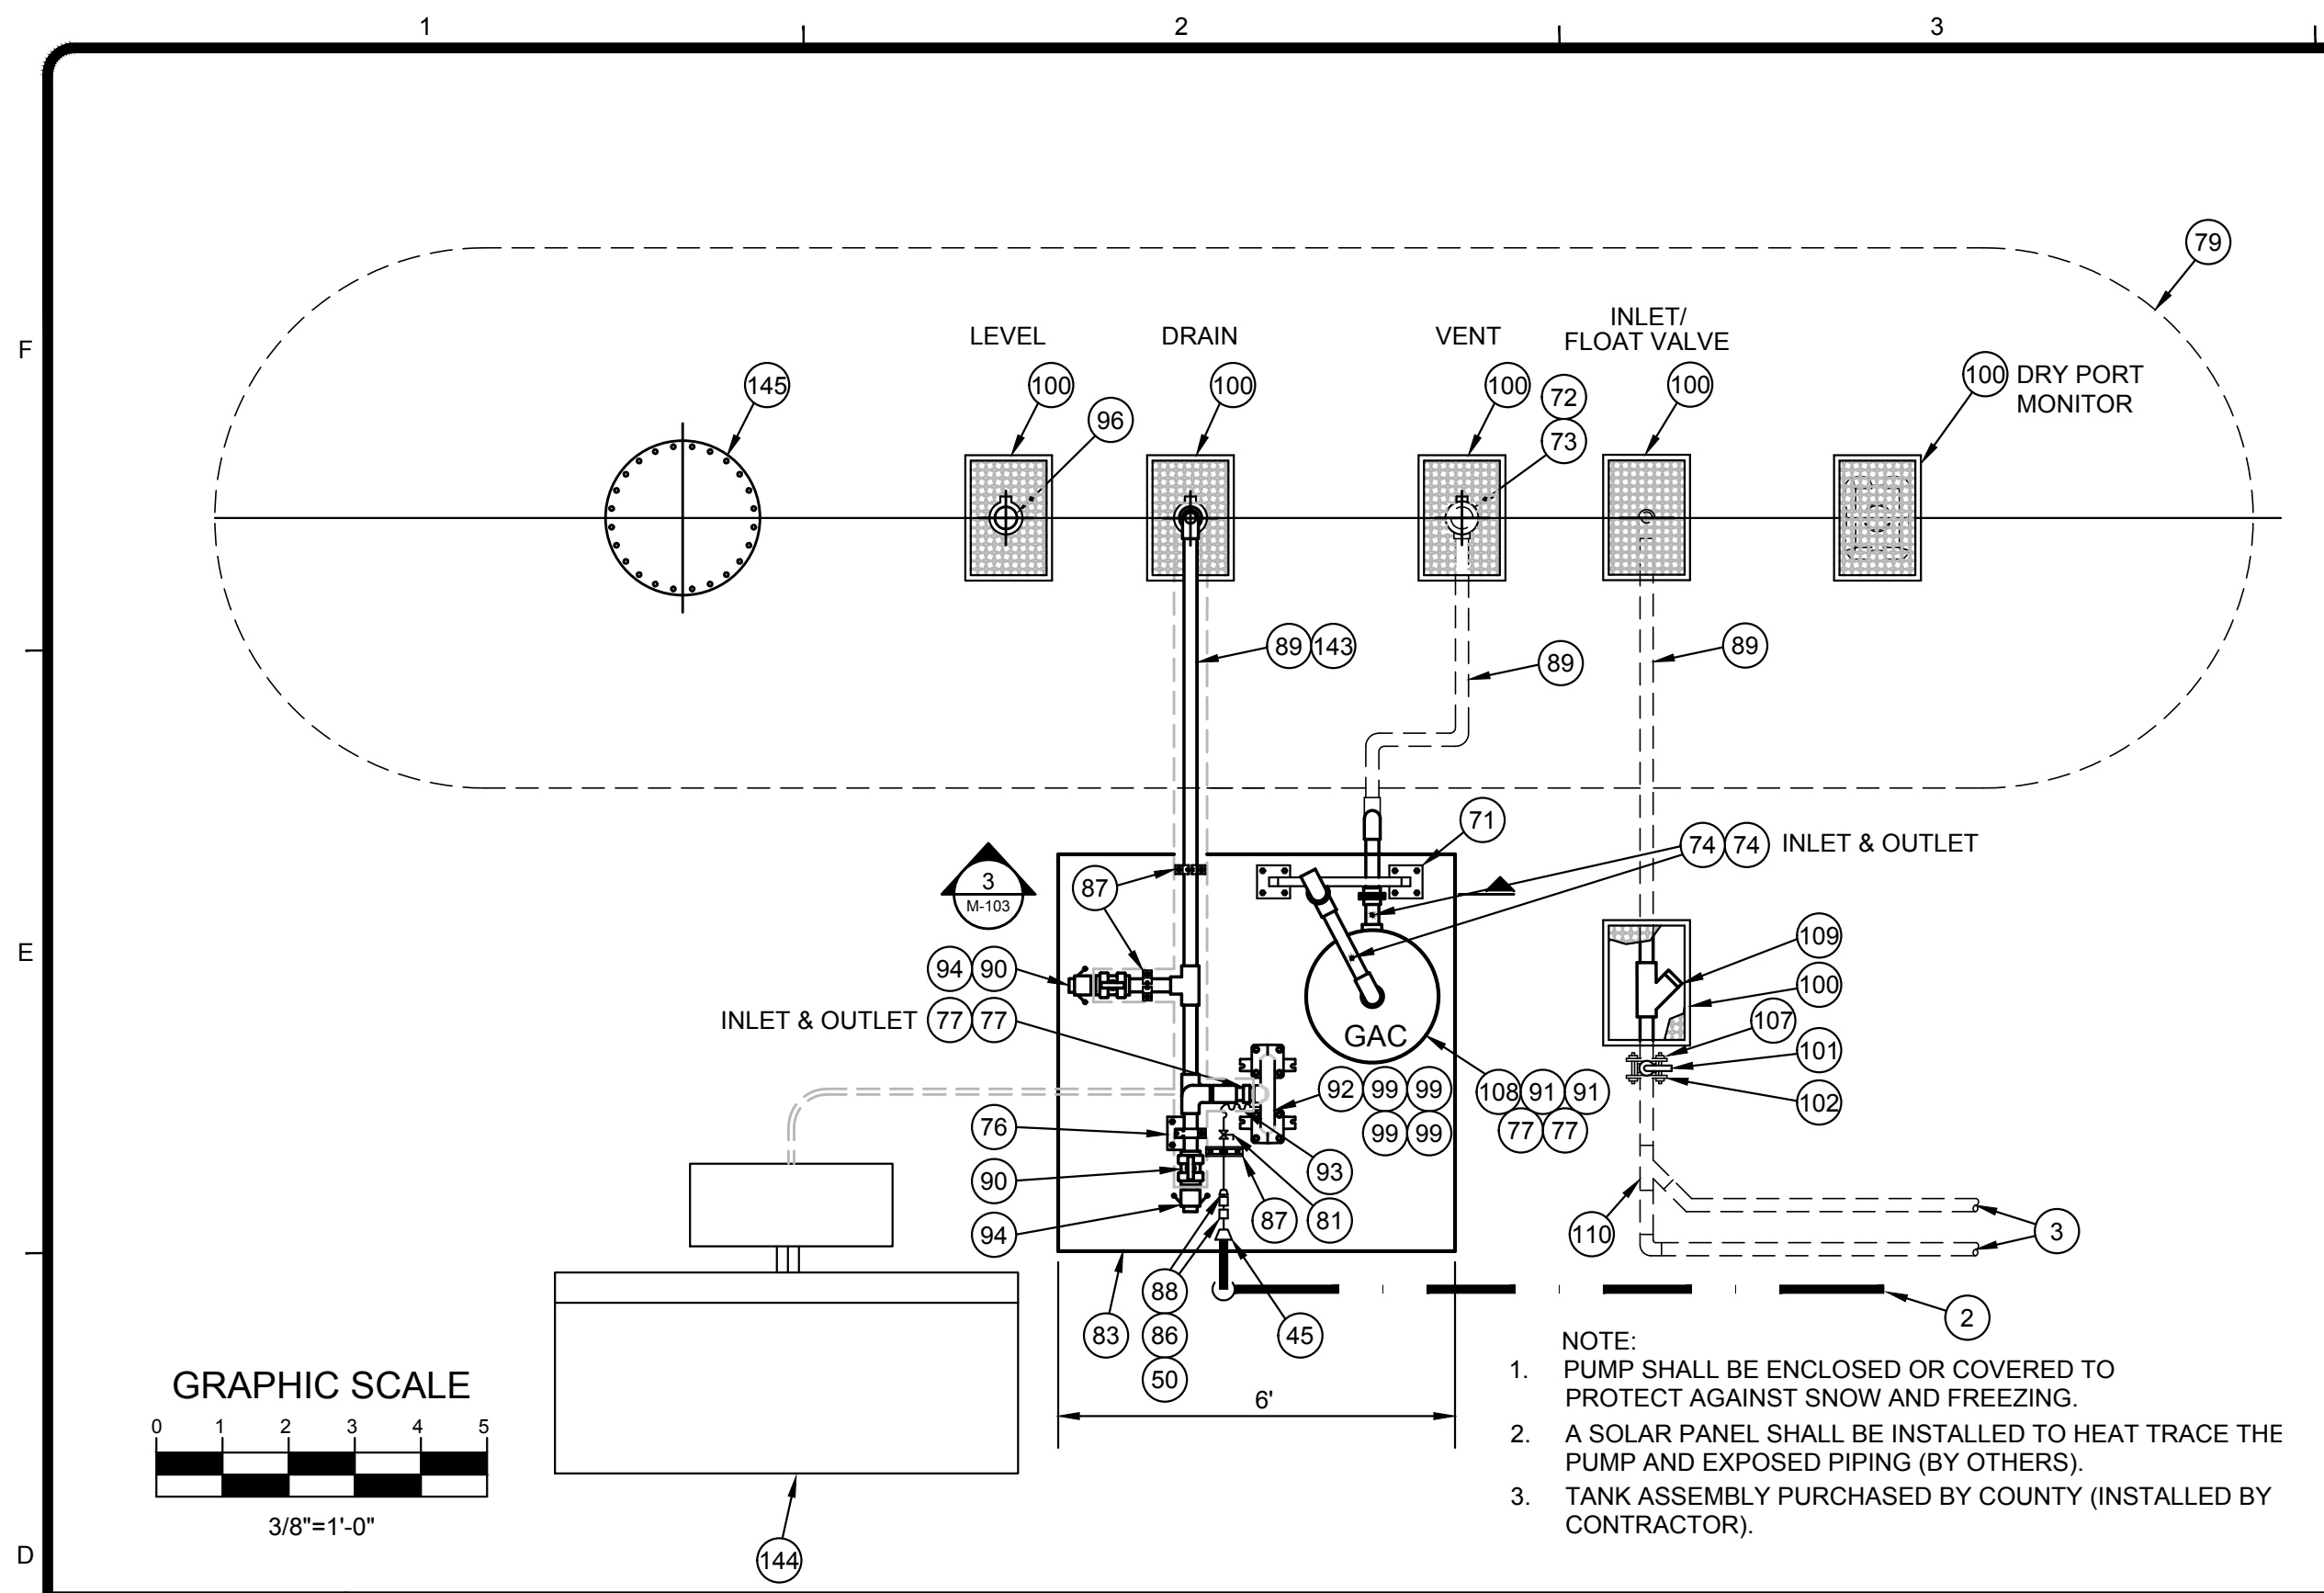 1 2 3
79
F
INLET/
LEVEL DRAIN VENT FLOAT VALVE
145 100 100 100 72 100 100 DRY PORT
MONITOR
96 73
89 143 89 89
71
74 74 INLET & OUTLET
3
M-103
87
E
94 90
109
100
INLET & OUTLET 77 77
GAC
107
101
92 99 99
108 91 91
102
76
99 99
77 77
90
93
94
87 81
110
3
88
2
83
86
45
50
6'
NOTE:
1. PUMP SHALL BE ENCLOSED OR COVERED TO
PROTECT AGAINST SNOW AND FREEZING.
2. A SOLAR PANEL SHALL BE INSTALLED TO HEAT TRACE THE
PUMP AND EXPOSED PIPING (BY OTHERS).
3. TANK ASSEMBLY PURCHASED BY COUNTY (INSTALLED BY
CONTRACTOR).
GRAPHIC SCALE
0 1 2 3 4 5
3/8"=1'-0"
D
144